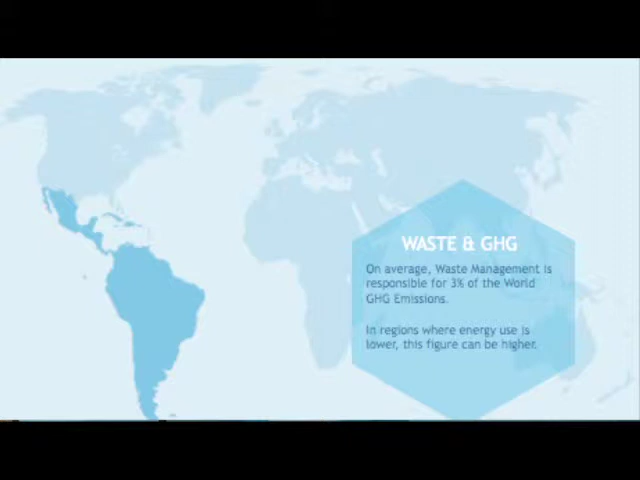 WASTE & GHG
On average, Waste Management is
responsible for 3% of the World
GHG Emissions.
In regions where energy use is
lower, this figure can be higher.